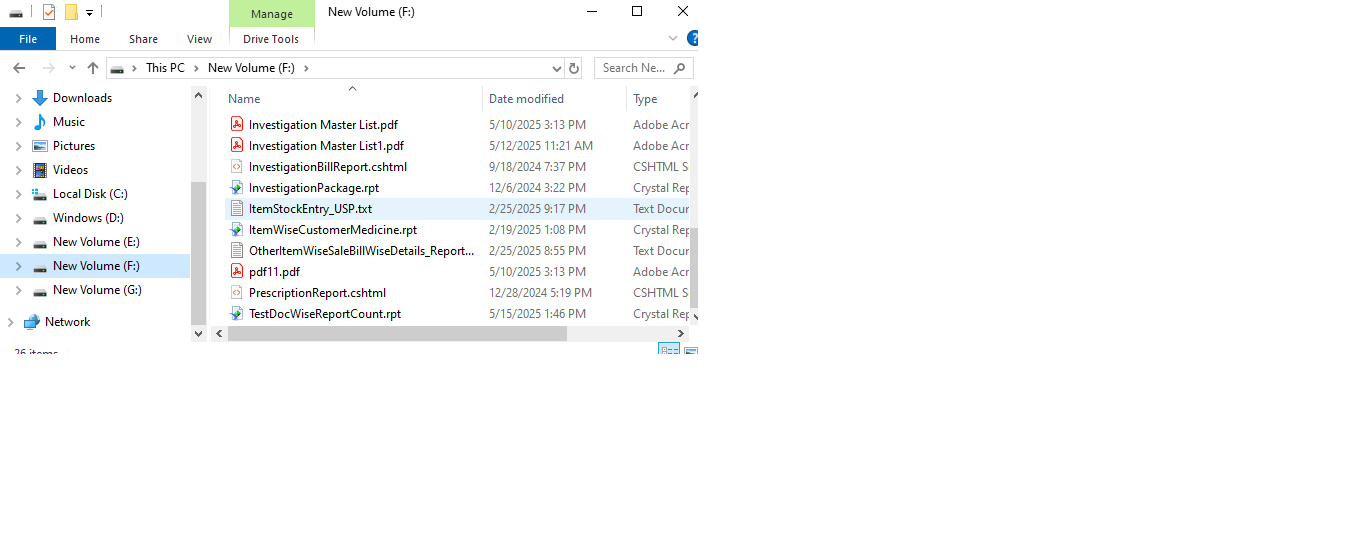 Manage New Volume (F:)
File Home Share View Drive Tools ?
This PC New Volume (F:) Search Ne...
Name Date modified Type
Downloads
Music
Pictures
Videos
Local Disk (C:)
Windows (D:)
New Volume (E:)
New Volume (F:)
New Volume (G:)
Network
Investigation Master List.pdf 5/10/2025 3:13 PM Adobe Acr
Investigation Master List1.pdf 5/12/2025 11:21 AM Adobe Acr
InvestigationBillReport.cshtml 9/18/2024 7:37 PM CSHTML S
InvestigationPackage.rpt 12/6/2024 3:22 PM Crystal Rep
ItemStockEntry_USP.txt 2/25/2025 9:17 PM Text Docu
ItemWiseCustomerMedicine.rpt 2/19/2025 1:08 PM Crystal Rep
OtherItemWiseSaleBillWiseDetails_Report... 2/25/2025 8:55 PM Text Docu
pdf11.pdf 5/10/2025 3:13 PM Adobe Acr
PrescriptionReport.cshtml 12/28/2024 5:19 PM CSHTML S
TestDocWiseReportCount.rpt 5/15/2025 1:46 PM Crystal Rep
26 items